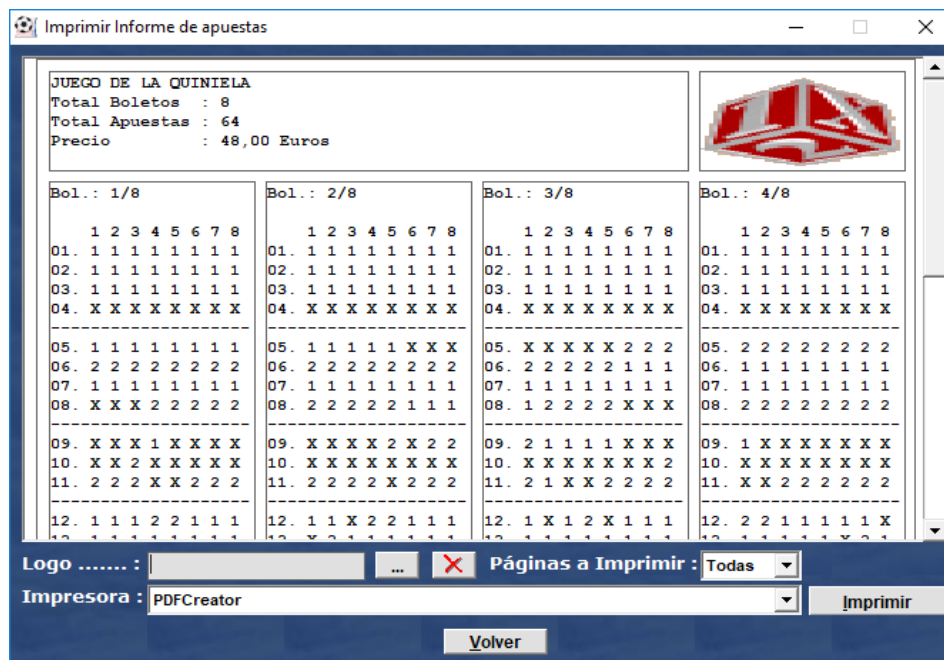 Imprimir Informe de apuestas
JUEGO DE LA QUINIELA
Total Boletos : 8
Total Apuestas : 64
Precio : 48,00 Euros
1X2
Bol.: 1/8
1 2 3 4 5 6 7 8
01. 1 1 1 1 1 1 1 1
02. 1 1 1 1 1 1 1 1
03. 1 1 1 1 1 1 1 1
04. X X X X X X X X
05. 1 1 1 1 1 1 1 1
06. 2 2 2 2 2 2 2 2
07. 1 1 1 1 1 1 1 1
08. X X X 2 2 2 2 2
09. X X X 1 X X X X
10. X X 2 X X X X X
11. 2 2 2 X X 2 2 2
12. 1 1 1 2 2 1 1 1
Bol.: 2/8
1 2 3 4 5 6 7 8
01. 1 1 1 1 1 1 1 1
02. 1 1 1 1 1 1 1 1
03. 1 1 1 1 1 1 1 1
04. X X X X X X X X
05. 1 1 1 1 1 X X X
06. 2 2 2 2 2 2 2 2
07. 1 1 1 1 1 1 1 1
08. 2 2 2 2 2 1 1 1
09. X X X X 2 X 2 2
10. X X X X X X X X
11. 2 2 2 2 X 2 2 2
12. 1 1 X 2 2 1 1 1
Bol.: 3/8
1 2 3 4 5 6 7 8
01. 1 1 1 1 1 1 1 1
02. 1 1 1 1 1 1 1 1
03. 1 1 1 1 1 1 1 1
04. X X X X X X X X
05. X X X X X 2 2 2
06. 2 2 2 2 2 1 1 1
07. 1 1 1 1 1 1 1 1
08. 1 2 2 2 2 X X X
09. 2 1 1 1 1 X X X
10. X X X X X X X 2
11. 2 1 X X 2 2 2 2
12. 1 X 1 2 X 1 1 1
Bol.: 4/8
1 2 3 4 5 6 7 8
01. 1 1 1 1 1 1 1 1
02. 1 1 1 1 1 1 1 1
03. 1 1 1 1 1 1 1 1
04. X X X X X X X X
05. 2 2 2 2 2 2 2 2
06. 1 1 1 1 1 1 1 1
07. 1 1 1 1 1 1 1 1
08. 2 2 2 2 2 2 2 2
09. 1 X X X X X X X
10. X X X X X X X X
11. X X 2 2 2 2 2 2
12. 2 2 1 1 1 1 1 X
Logo ....... : ... Páginas a Imprimir : Todas
Impresora : PDFCreator Imprimir
Volver